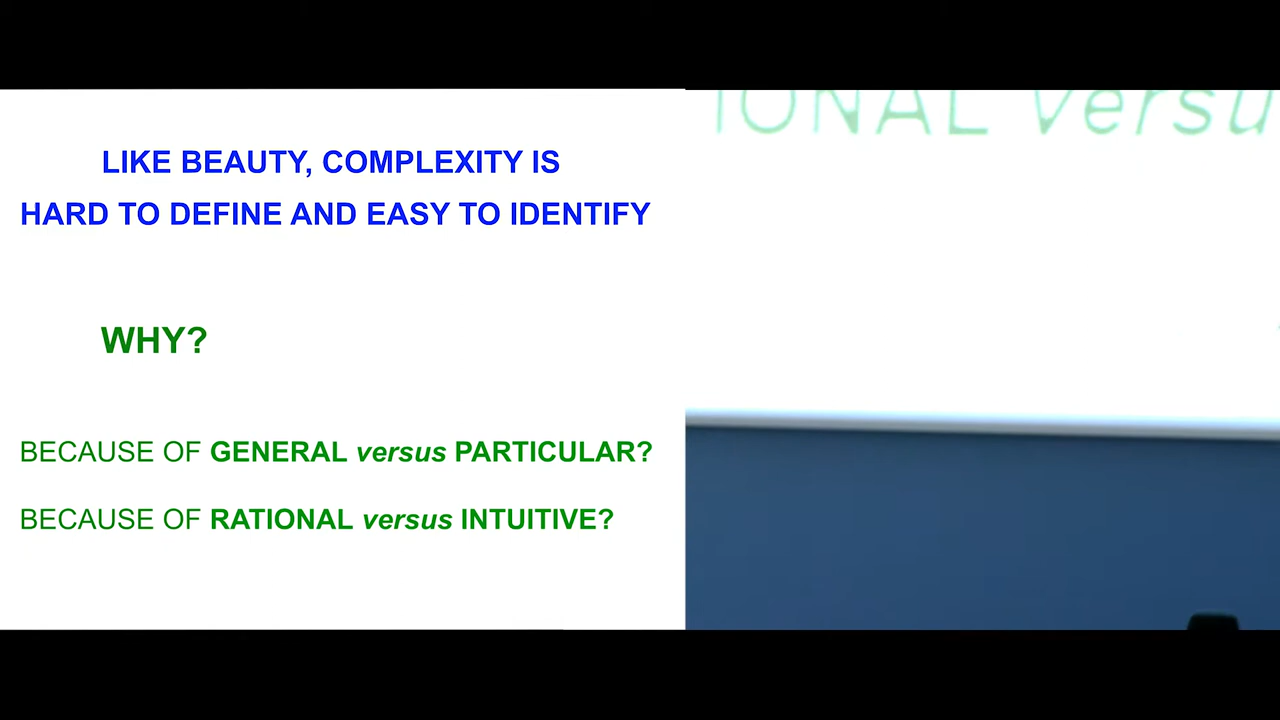 LIKE BEAUTY, COMPLEXITY IS
HARD TO DEFINE AND EASY TO IDENTIFY
WHY?
BECAUSE OF GENERAL versus PARTICULAR?
BECAUSE OF RATIONAL versus INTUITIVE?
IONAL versu